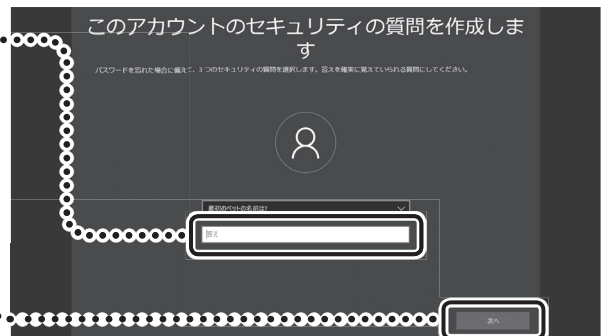 このアカウントのセキュリティの質問を作成しま
す
パスワードを忘れた場合に備えて、3 つのセキュリティの質問を選択します。答えを確実に覚えていられる質問にしてください。
最初のペットの名前は?
答え
次へ